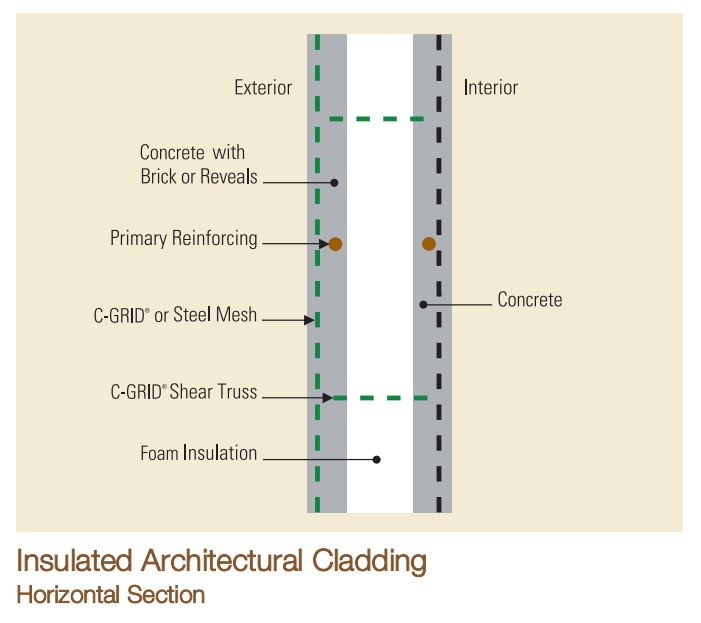 Exterior
Interior
Concrete with
Brick or Reveals
Primary Reinforcing
C-GRID® or Steel Mesh
Concrete
C-GRID® Shear Truss
Foam Insulation
Insulated Architectural Cladding
Horizontal Section